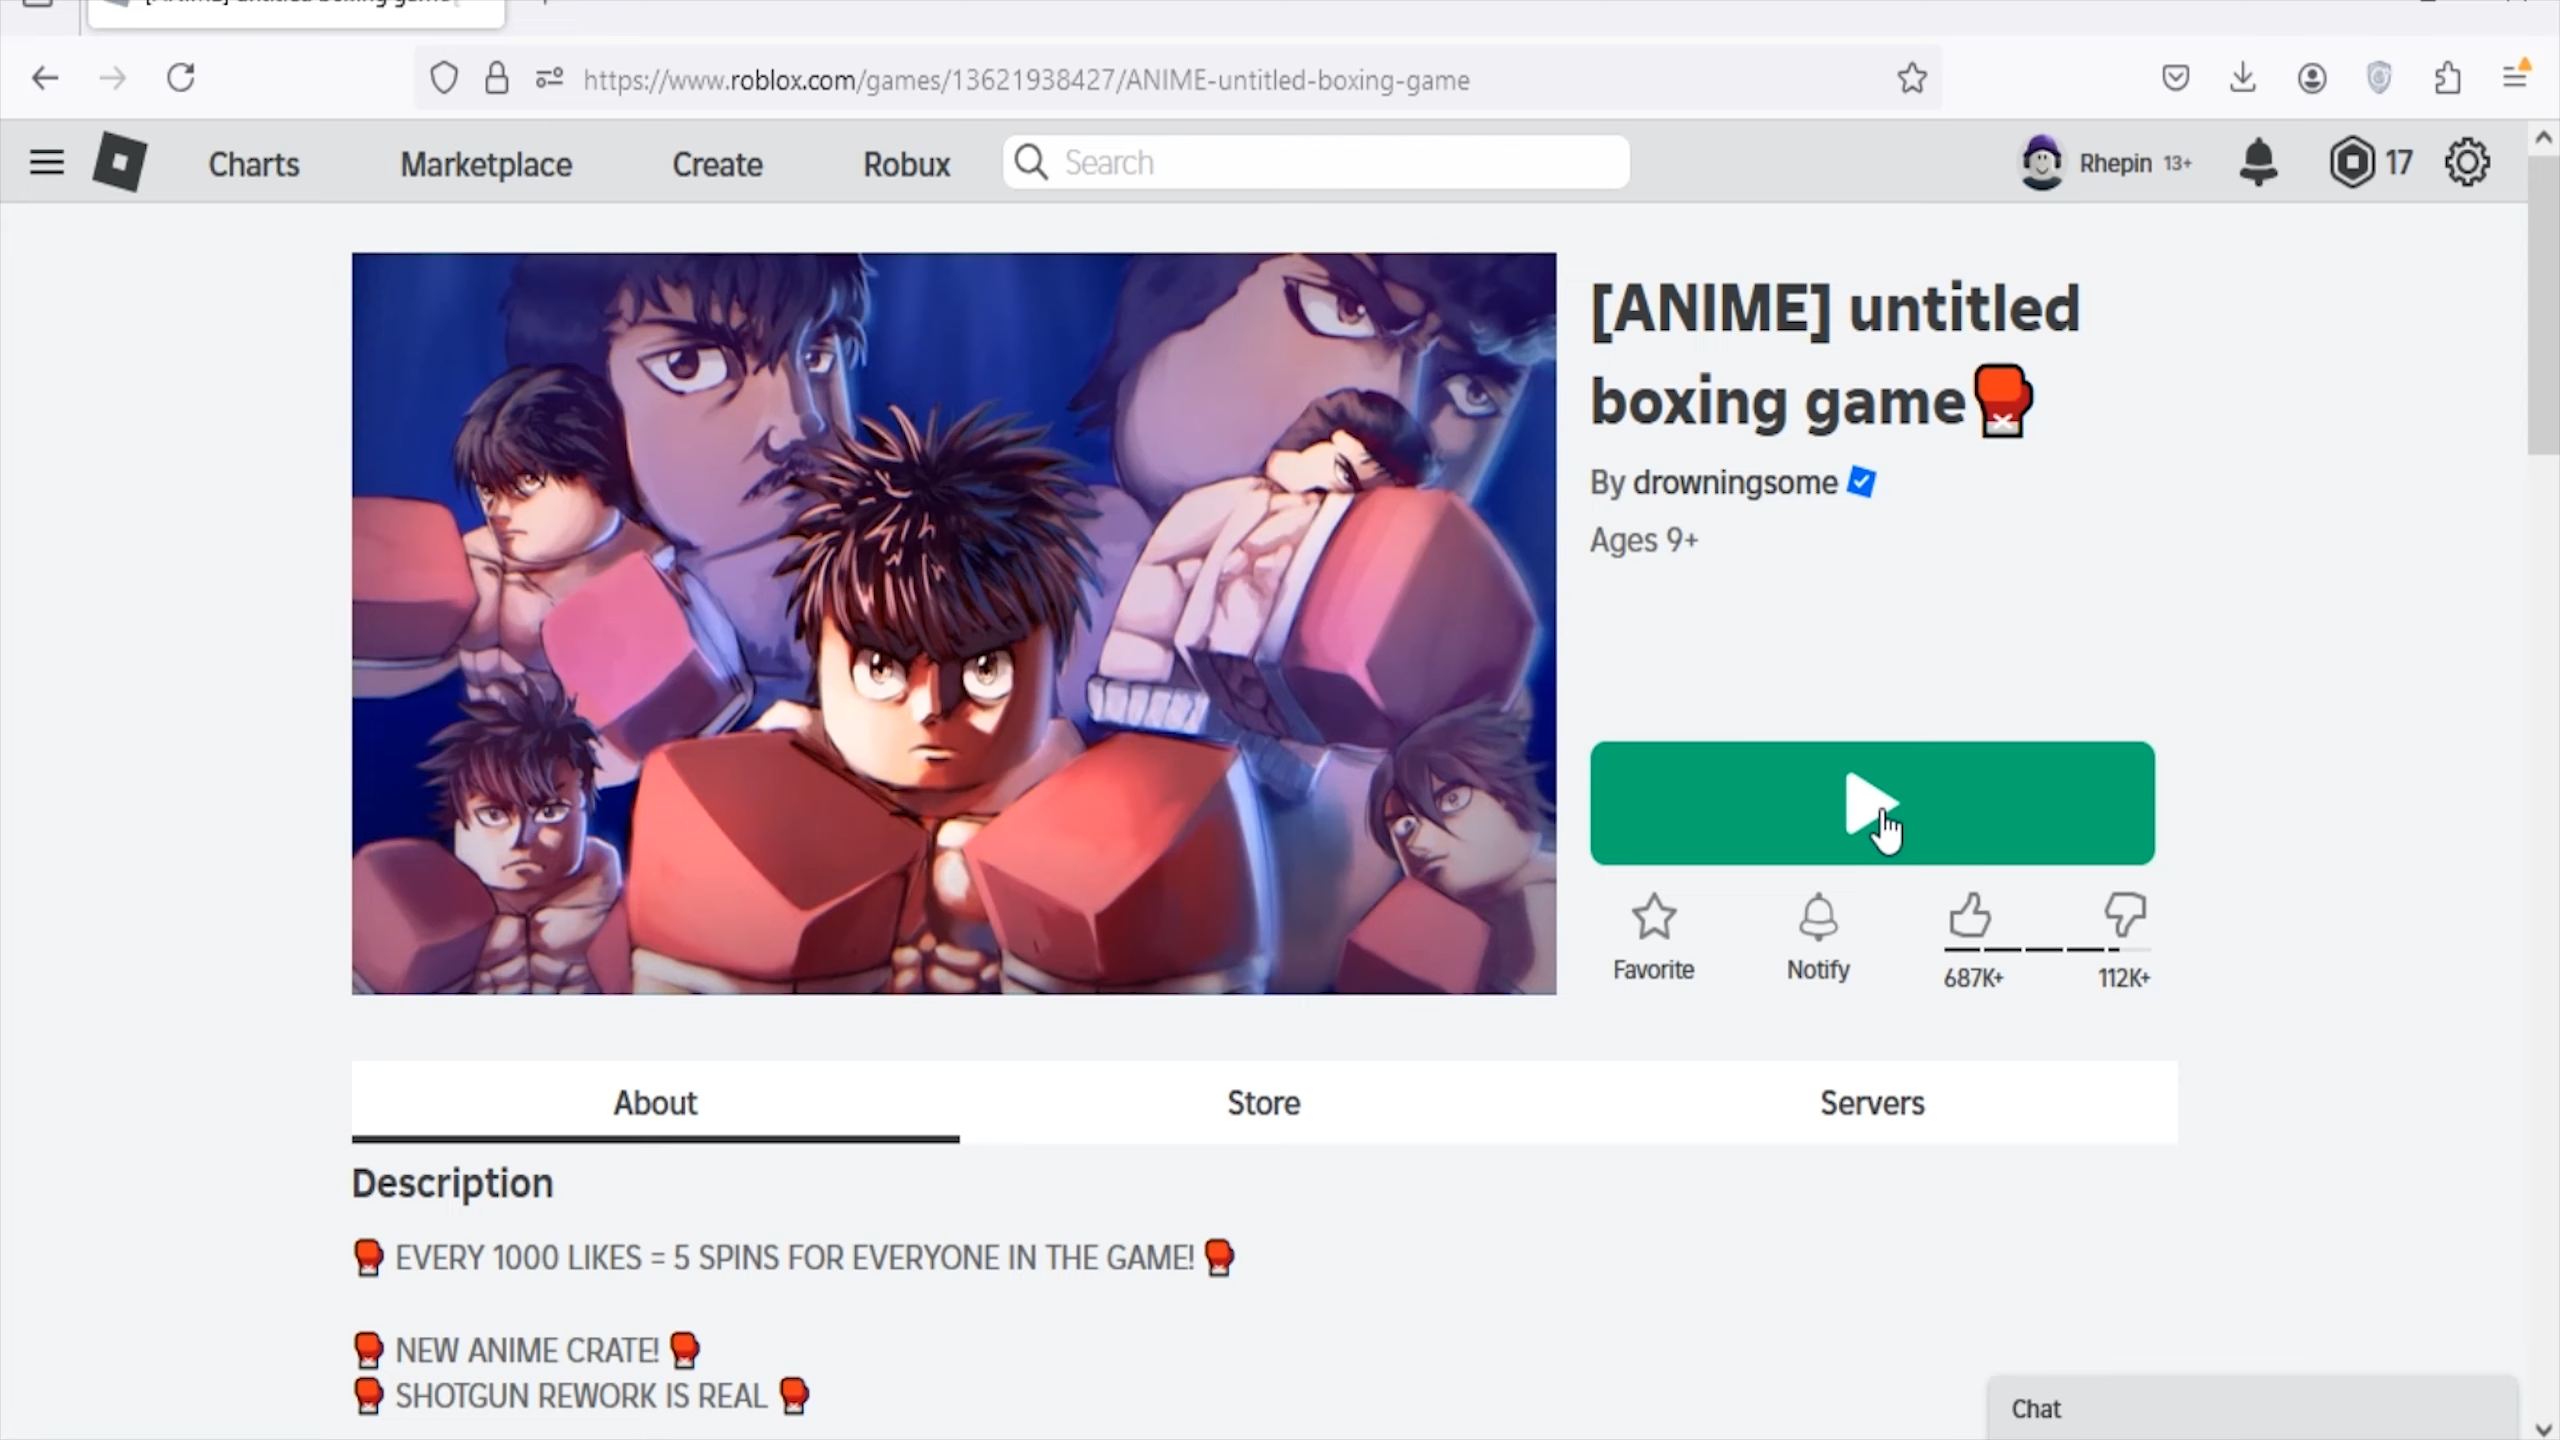 https://www.roblox.com/games/13621938427/ANIME-untitled-boxing-game
Charts
Marketplace
Create
Robux
Search
Rhepin 13+
17
[ANIME] untitled
boxing game🥊
By drowningsome
Ages 9+
Favorite
Notify
687K+
112K+
About
Store
Servers
Description
🥊 EVERY 1000 LIKES = 5 SPINS FOR EVERYONE IN THE GAME! 🥊
🥊 NEW ANIME CRATE! 🥊
🥊 SHOTGUN REWORK IS REAL 🥊
Chat